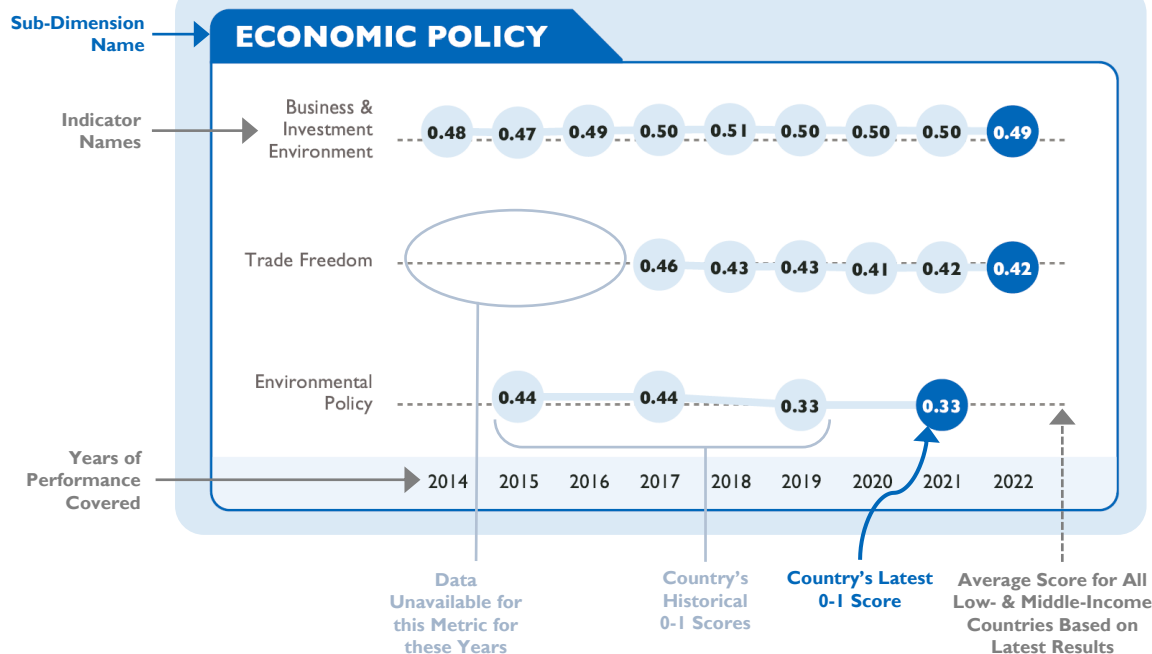 Sub-Dimension
Name
ECONOMIC POLICY
Indicator
Names
Business &
Investment
Environment
0.48 0.47 0.49 0.50 0.51 0.50 0.50 0.50 0.49
Trade Freedom
0.46 0.43 0.43 0.41 0.42 0.42
Environmental
Policy
0.44 0.44 0.33 0.33
Years of
Performance
Covered
2014 2015 2016 2017 2018 2019 2020 2021 2022
Data
Unavailable for
this Metric for
these Years
Country's
Historical
0-1 Scores
Country's Latest
0-1 Score
Average Score for All
Low- & Middle-Income
Countries Based on
Latest Results